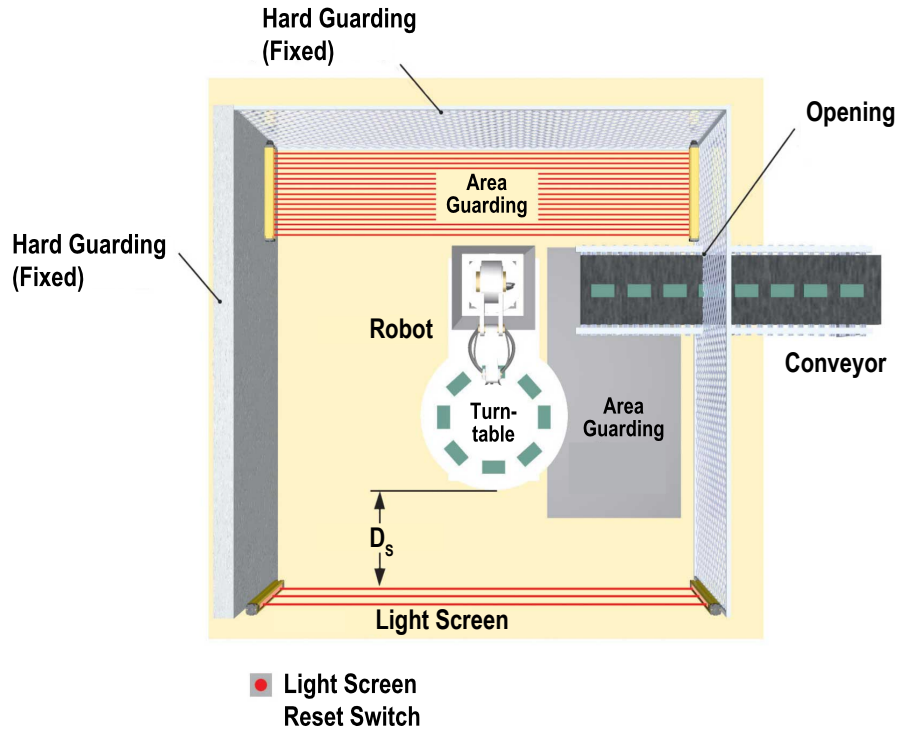 Hard Guarding
(Fixed)
Opening
Area
Guarding
Hard Guarding
(Fixed)
Robot
Conveyor
Turn-
table
Area
Guarding
Ds
Light Screen
Light Screen
Reset Switch